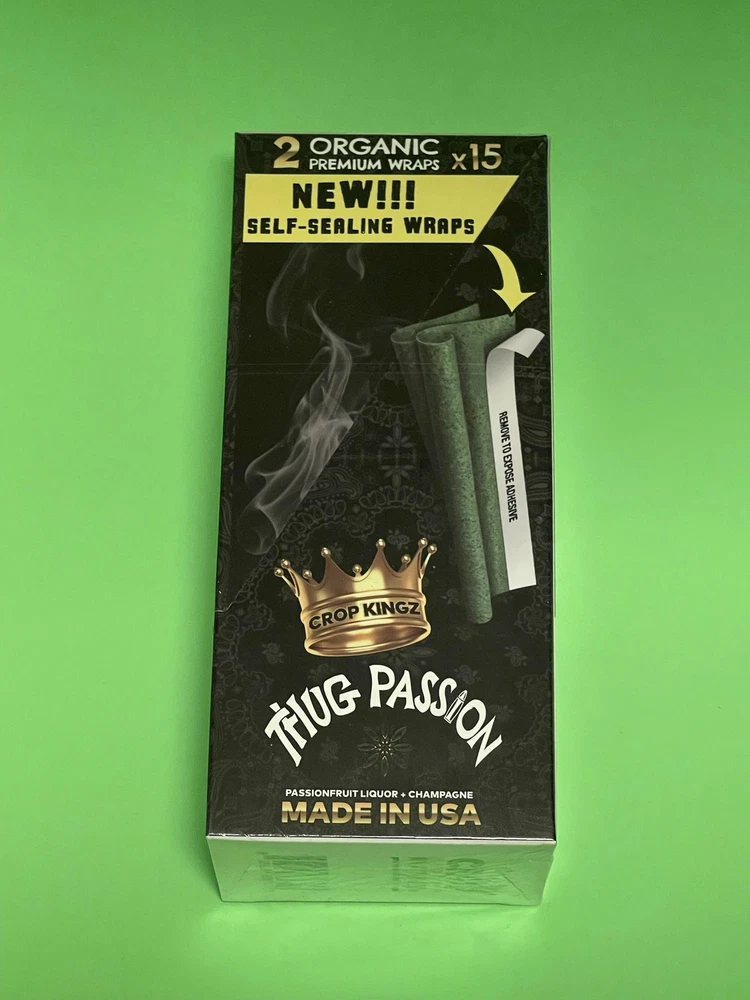 2 ORGANIC PREMIUM WRAPS x15
NEW!!!
SELF-SEALING WRAPS
REMOVE TO EXPOSE ADHESIVE
CROP KINGZ
THUG PASSION
PASSIONFRUIT LIQUOR + CHAMPAGNE
MADE IN USA